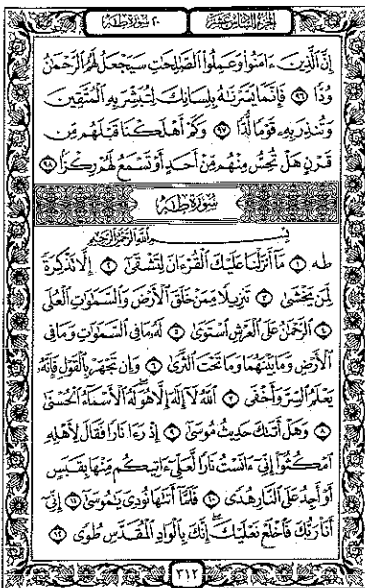 الجزء السادس عشر ٢٠ سورة طه
إِنَّ الَّذِينَ ءَامَنُوا وَعَمِلُوا الصَّٰلِحَٰتِ سَيَجْعَلُ لَهُمُ الرَّحْمَٰنُ
وُدًّا ٩٦ فَإِنَّمَا يَسَّرْنَٰهُ بِلِسَانِكَ لِتُبَشِّرَ بِهِ الْمُتَّقِينَ
وَتُنذِرَ بِهِ قَوْمًا لُّدًّا ٩٧ وَكَمْ أَهْلَكْنَا قَبْلَهُم مِّن
قَرْنٍ هَلْ تُحِسُّ مِنْهُم مِّنْ أَحَدٍ أَوْ تَسْمَعُ لَهُمْ رِكْزًا ٩٨
سُورَةُ طه
بِسْمِ اللَّهِ الرَّحْمَٰنِ الرَّحِيمِ
طه ١ مَا أَنزَلْنَا عَلَيْكَ الْقُرْءَانَ لِتَشْقَىٰ ٢ إِلَّا تَذْكِرَةً
لِّمَن يَخْشَىٰ ٣ تَنزِيلًا مِّمَّنْ خَلَقَ الْأَرْضَ وَالسَّمَٰوَٰتِ الْعُلَى
٤ الرَّحْمَٰنُ عَلَى الْعَرْشِ اسْتَوَىٰ ٥ لَهُ مَا فِي السَّمَٰوَٰتِ وَمَا فِي
الْأَرْضِ وَمَا بَيْنَهُمَا وَمَا تَحْتَ الثَّرَىٰ ٦ وَإِن تَجْهَرْ بِالْقَوْلِ فَإِنَّهُ
يَعْلَمُ السِّرَّ وَأَخْفَى ٧ اللَّهُ لَا إِلَٰهَ إِلَّا هُوَ لَهُ الْأَسْمَاءُ الْحُسْنَىٰ
٨ وَهَلْ أَتَىٰكَ حَدِيثُ مُوسَىٰ ٩ إِذْ رَءَا نَارًا فَقَالَ لِأَهْلِهِ
امْكُثُوا إِنِّي ءَانَسْتُ نَارًا لَّعَلِّي ءَاتِيكُم مِّنْهَا بِقَبَسٍ
أَوْ أَجِدُ عَلَى النَّارِ هُدًى ١٠ فَلَمَّا أَتَىٰهَا نُودِيَ يَٰمُوسَىٰ ١١ إِنِّي
أَنَا رَبُّكَ فَاخْلَعْ نَعْلَيْكَ إِنَّكَ بِالْوَادِ الْمُقَدَّسِ طُوًى ١٢
٣١٢